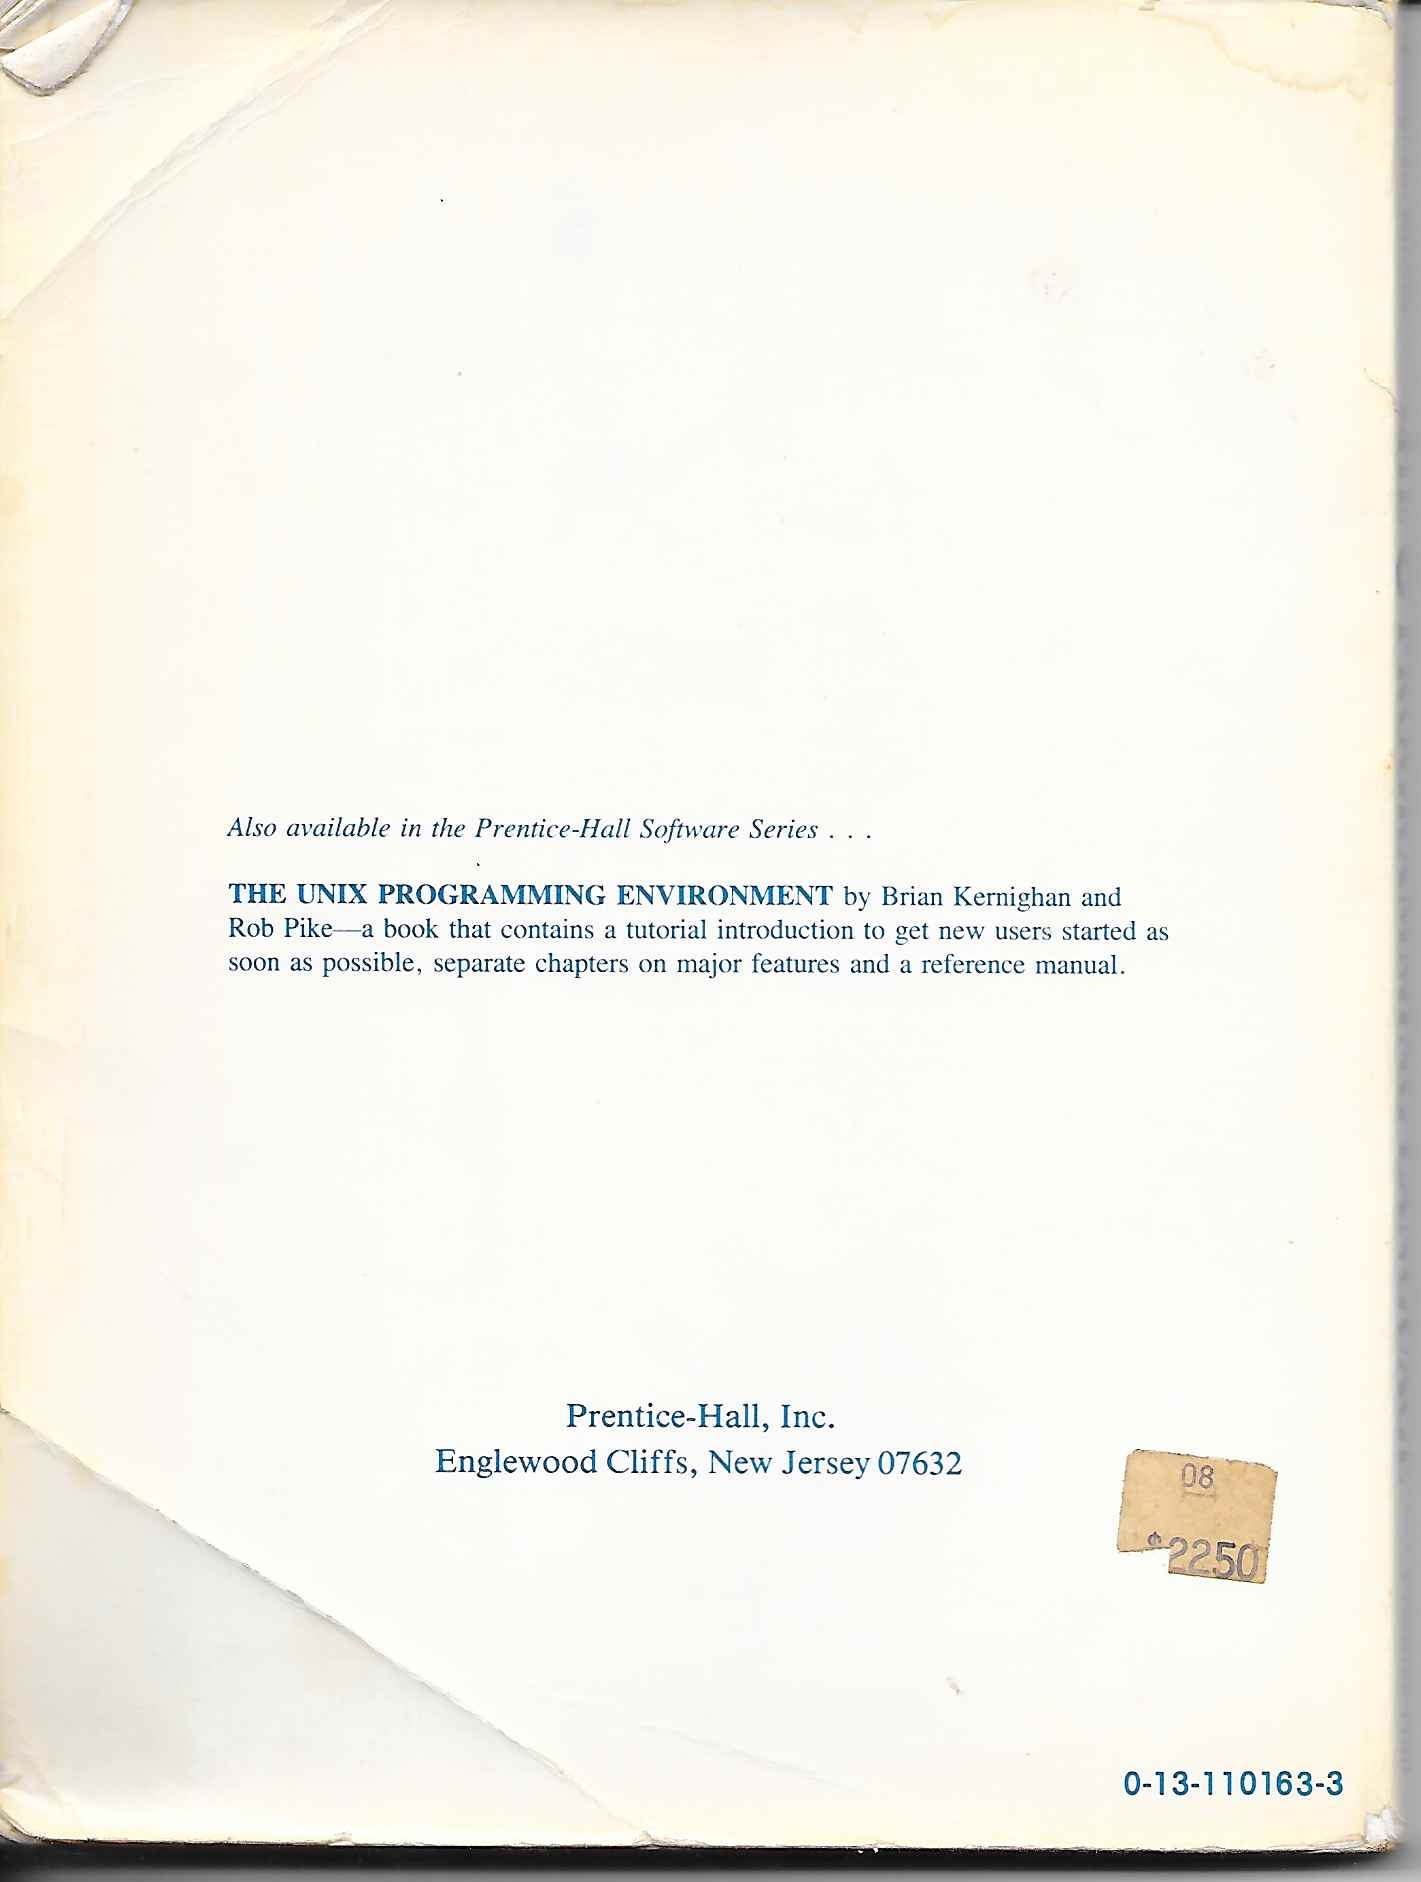 Also available in the Prentice-Hall Software Series . . .
THE UNIX PROGRAMMING ENVIRONMENT by Brian Kernighan and
Rob Pike—a book that contains a tutorial introduction to get new users started as
soon as possible, separate chapters on major features and a reference manual.
Prentice-Hall, Inc.
Englewood Cliffs, New Jersey 07632
08
$2250
0-13-110163-3